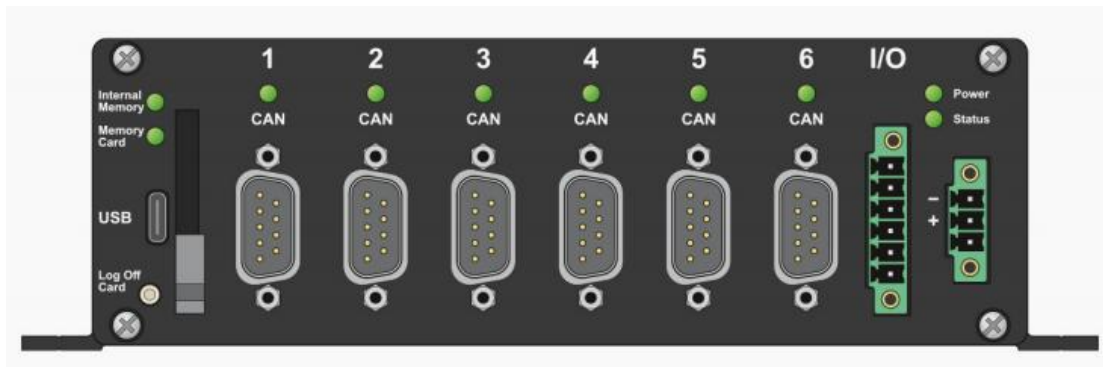 1 2 3 4 5 6 I/O
Internal
Memory
Memory
Card
CAN CAN CAN CAN CAN CAN
Power
Status
USB
−
+
Log Off
Card